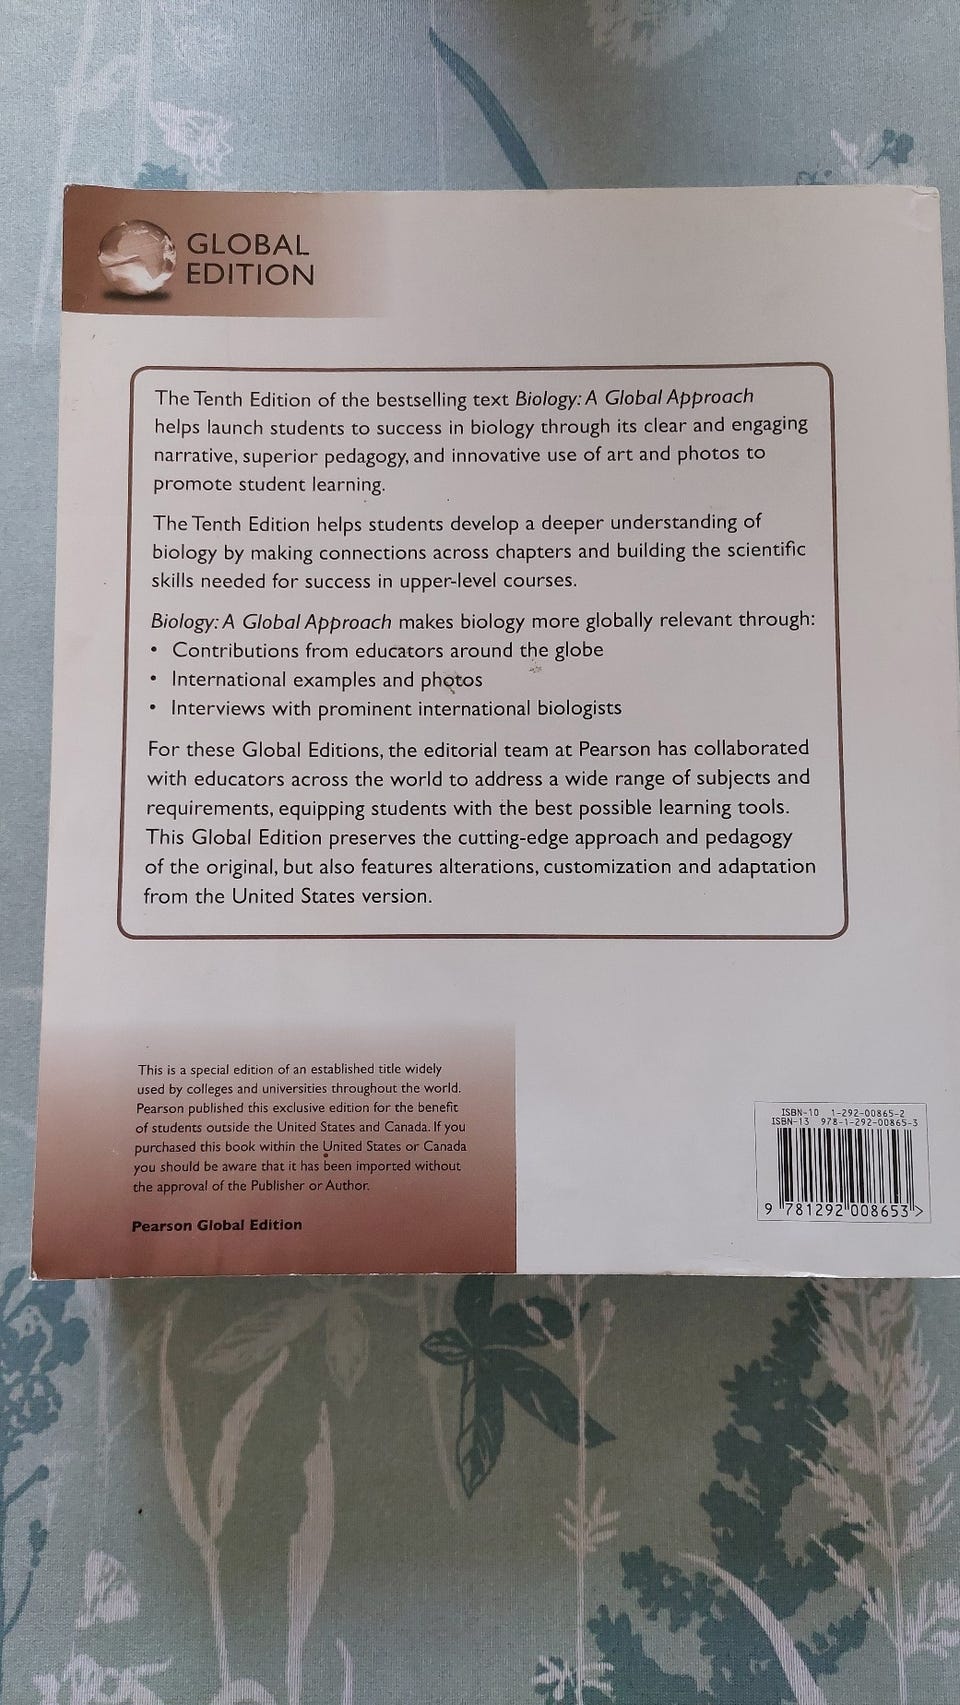 GLOBAL
EDITION
The Tenth Edition of the bestselling text Biology: A Global Approach
helps launch students to success in biology through its clear and engaging
narrative, superior pedagogy, and innovative use of art and photos to
promote student learning.
The Tenth Edition helps students develop a deeper understanding of
biology by making connections across chapters and building the scientific
skills needed for success in upper-level courses.
Biology: A Global Approach makes biology more globally relevant through:
• Contributions from educators around the globe
• International examples and photos
• Interviews with prominent international biologists
For these Global Editions, the editorial team at Pearson has collaborated
with educators across the world to address a wide range of subjects and
requirements, equipping students with the best possible learning tools.
This Global Edition preserves the cutting-edge approach and pedagogy
of the original, but also features alterations, customization and adaptation
from the United States version.
This is a special edition of an established title widely
used by colleges and universities throughout the world.
Pearson published this exclusive edition for the benefit
of students outside the United States and Canada. If you
purchased this book within the United States or Canada
you should be aware that it has been imported without
the approval of the Publisher or Author.
Pearson Global Edition
ISBN-10 1-292-00865-2
ISBN-13 978-1-292-00865-3
9 781292 008653 >